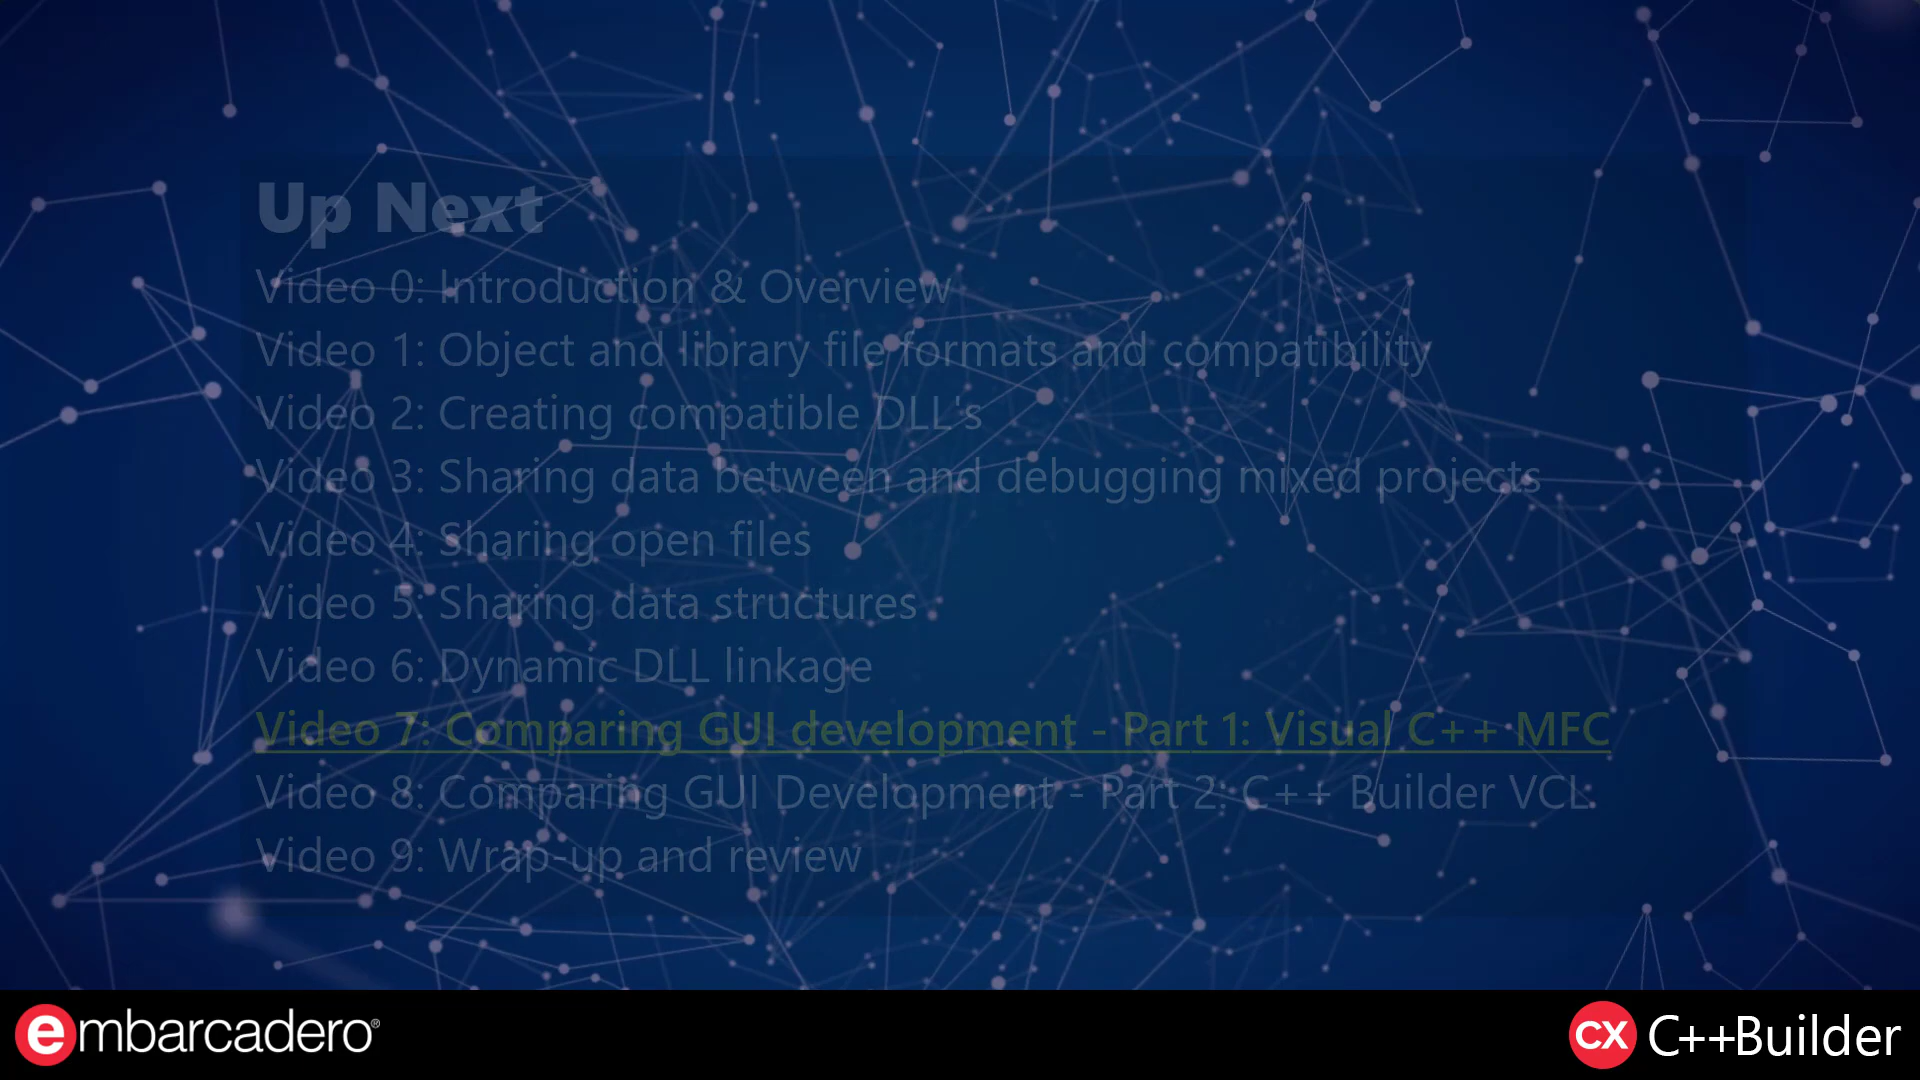 Up Next
Video 0: Introduction & Overview
Video 1: Object and library file formats and compatibility
Video 2: Creating compatible DLL's
Video 3: Sharing data between and debugging mixed projects
Video 4: Sharing open files
Video 5: Sharing data structures
Video 6: Dynamic DLL linkage
Video 7: Comparing GUI development - Part 1: Visual C++ MFC
Video 8: Comparing GUI Development - Part 2: C++ Builder VCL
Video 9: Wrap-up and review
embarcadero®
CX C++Builder